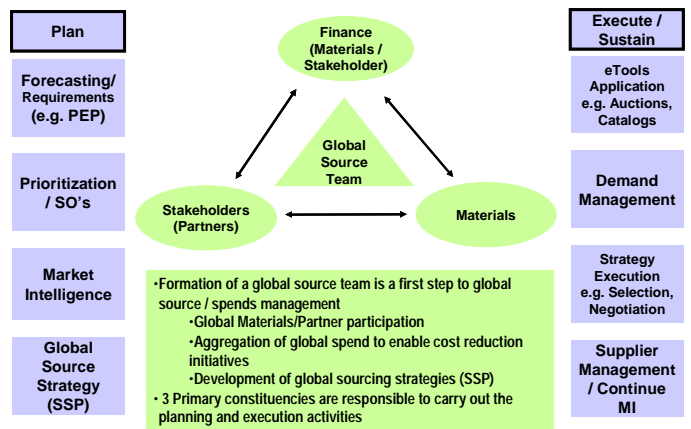 Plan
Forecasting/
Requirements
(e.g. PEP)
Prioritization
/ SO's
Market
Intelligence
Global
Source
Strategy
(SSP)
Finance
(Materials /
Stakeholder)
Global
Source
Team
Stakeholders
(Partners)
Materials
•Formation of a global source team is a first step to global
source / spends management
•Global Materials/Partner participation
•Aggregation of global spend to enable cost reduction
initiatives
•Development of global sourcing strategies (SSP)
• 3 Primary constituencies are responsible to carry out the
planning and execution activities
Execute /
Sustain
eTools
Application
e.g. Auctions,
Catalogs
Demand
Management
Strategy
Execution
e.g. Selection,
Negotiation
Supplier
Management
/ Continue
MI